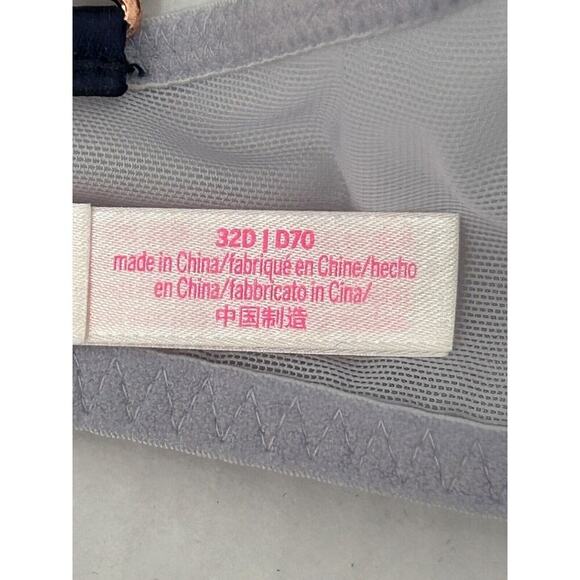 32D | D70
made in China/fabriqué en Chine/hecho
en China/fabbricato in Cina/
中国制造